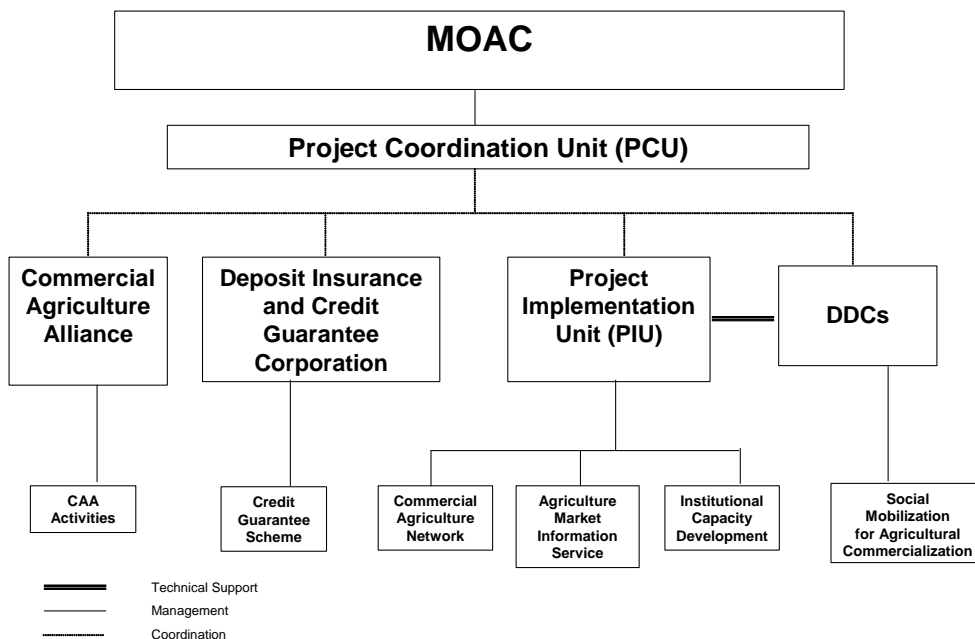 MOAC
Project Coordination Unit (PCU)
Commercial
Agriculture
Alliance
Deposit Insurance
and Credit
Guarantee
Corporation
Project
Implementation
Unit (PIU)
DDCs
CAA
Activities
Credit
Guarantee
Scheme
Commercial
Agriculture
Network
Agriculture
Market
Information
Service
Institutional
Capacity
Development
Social
Mobilization
for Agricultural
Commercialization
Technical Support
Management
Coordination